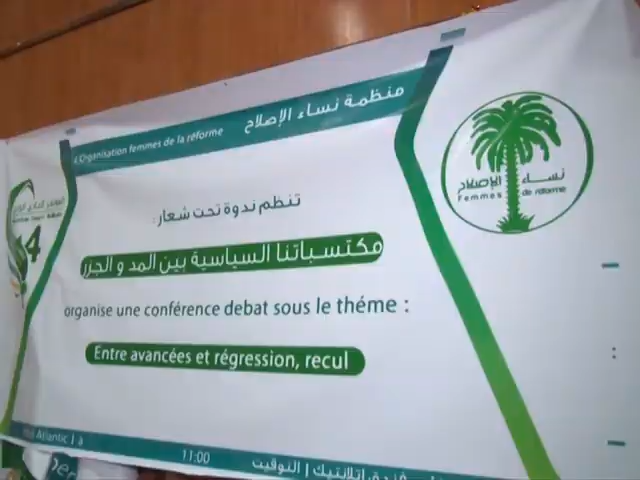 منظمة نساء الإصلاح
L'Organisation femmes de la réforme
نساء الإصلاح
Femmes de réforme
4
تنظم ندوة تحت شعار:
مكتسباتنا السياسية بين المد و الجزر
organise une conférence debat sous le théme :
Entre avancées et régression, recul
Atlantic | à
11:00
فندق اتلانتيك | التوقيت